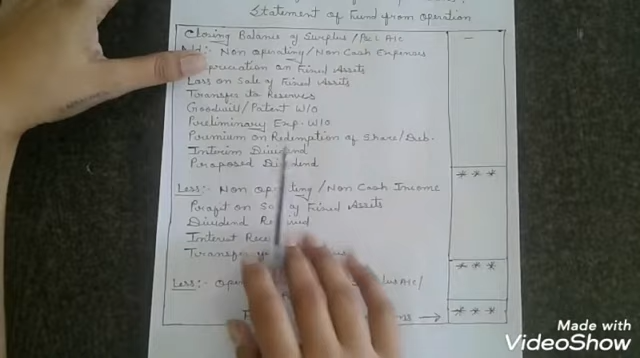 Statement of Fund from operation
Closing Balance of Surplus / P&L A/c -
Non operating / Non Cash Expenses
Depreciation on Fixed Assets
Loss on Sale of Fixed Assets
Transfer to Reserves
Goodwill / Patent W/O
Preliminary Exp. W/O
Premium on Redemption of Share / Deb.
Interim Dividend
Proposed Dividend
* * *
Less:- Non operating / Non Cash Income
Profit on Sale of Fixed Assets
Dividend
Interest
Transfer
* * *
Less:-
* * *
Made with
VideoShow